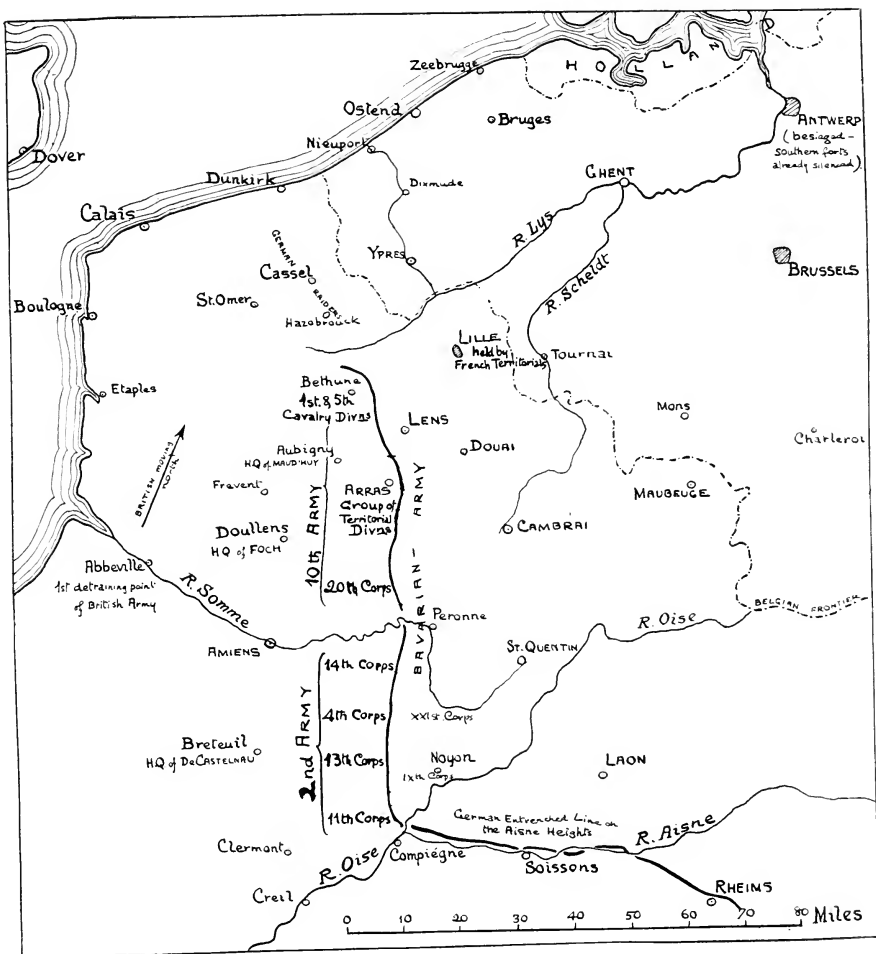 HOLLAND
Zeebrugge
Ostend
Bruges
ANTWERP
(besieged—
southern forts
already silenced)
Dover
Nieuport
Dunkirk
Dixmude
GHENT
Calais
R. Lys
GERMAN
RAIDERS
YPRES
Cassel
BRUSSELS
R. Scheldt
St. Omer
Boulogne
Hazebrouck
LILLE
held by
French Territorials
Tournai
Etaples
Bethune
1st. & 5th
Cavalry Divns
LENS
Mons
Charleroi
BRITISH MOVING
north
Aubigny
HQ of MAUD'HUY
DOUAI
Frevent
ARRAS
Group of
Territorial
Divns
MAUBEUGE
Doullens
HQ of FOCH
10th ARMY
BAVARIAN— ARMY
CAMBRAI
Abbeville
1st detraining point
of British Army
R. Somme
20th Corps
Peronne
BELGIAN FRONTIER
R. Oise
AMIENS
14th Corps
ST. QUENTIN
4th Corps
XXIst Corps
2nd ARMY
Breteuil
HQ of DeCASTELNAU
13th Corps
Noyon
IXth Corps
LAON
11th Corps
German Entrenched Line on
the Aisne Heights
R. Aisne
Clermont
R. Oise
Compiégne
Soissons
Creil
RHEIMS
0 10 20 30 40 50 60 70 80 Miles